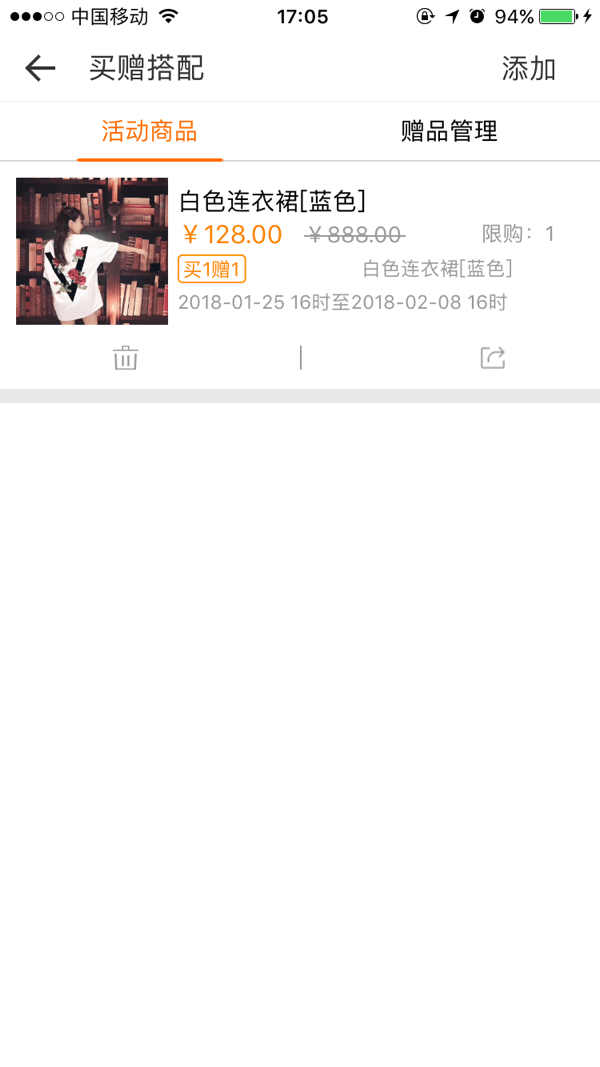 中国移动 17:05 94%
买赠搭配 添加
活动商品 赠品管理
白色连衣裙[蓝色]
￥128.00 ￥888.00 限购：1
买1赠1 白色连衣裙[蓝色]
2018-01-25 16时至2018-02-08 16时